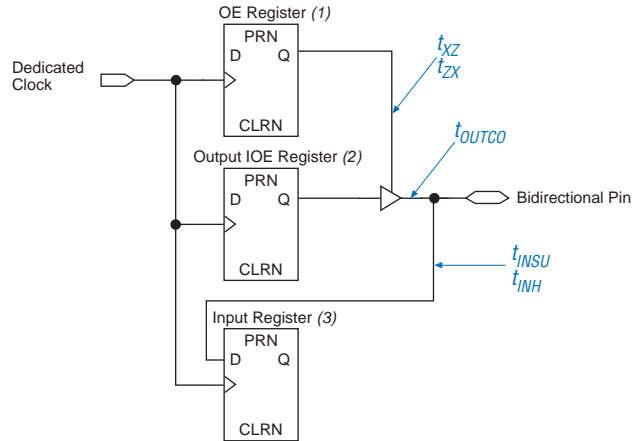 OE Register (1)
PRN
D Q
CLRN
Dedicated
Clock
tXZ
tZX
tOUTCO
Output IOE Register (2)
PRN
D Q
CLRN
Bidirectional Pin
tINSU
tINH
Input Register (3)
PRN
D Q
CLRN